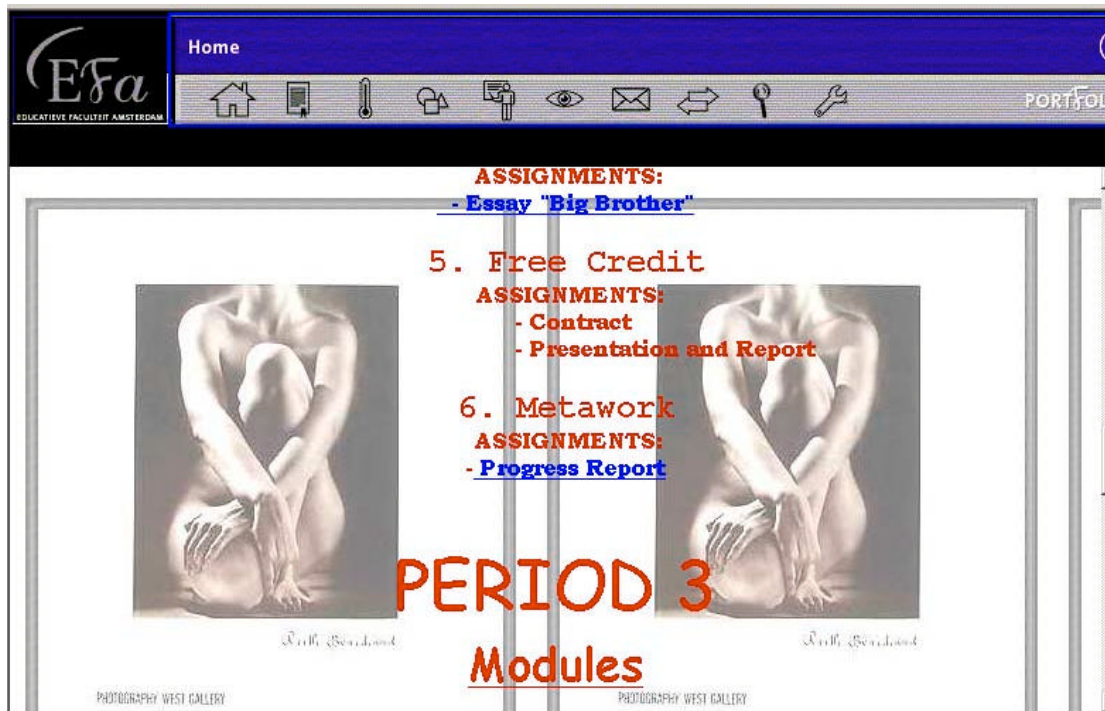 EFa
EDUCATIEVE FACULTEIT AMSTERDAM
Home
ASSIGNMENTS:
- Essay "Big Brother"
5. Free Credit
ASSIGNMENTS:
- Contract
- Presentation and Report
6. Metawork
ASSIGNMENTS:
- Progress Report
PERIOD 3
Modules
PHOTOGRAPHY WEST GALLERY
PHOTOGRAPHY WEST GALLERY